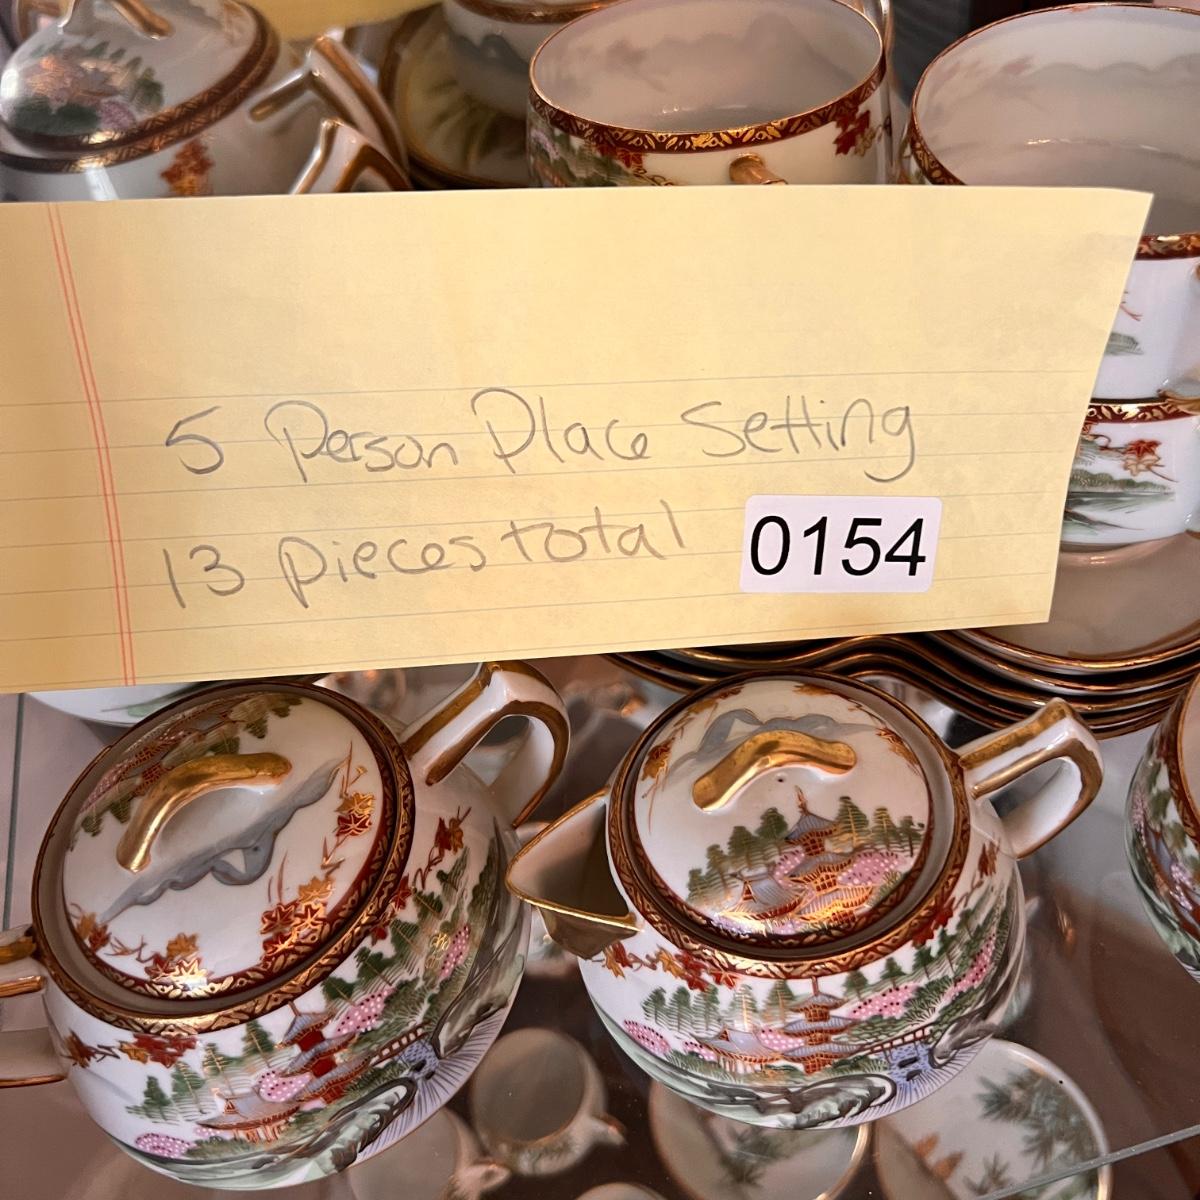 5 Person Place Setting
13 pieces total 0154